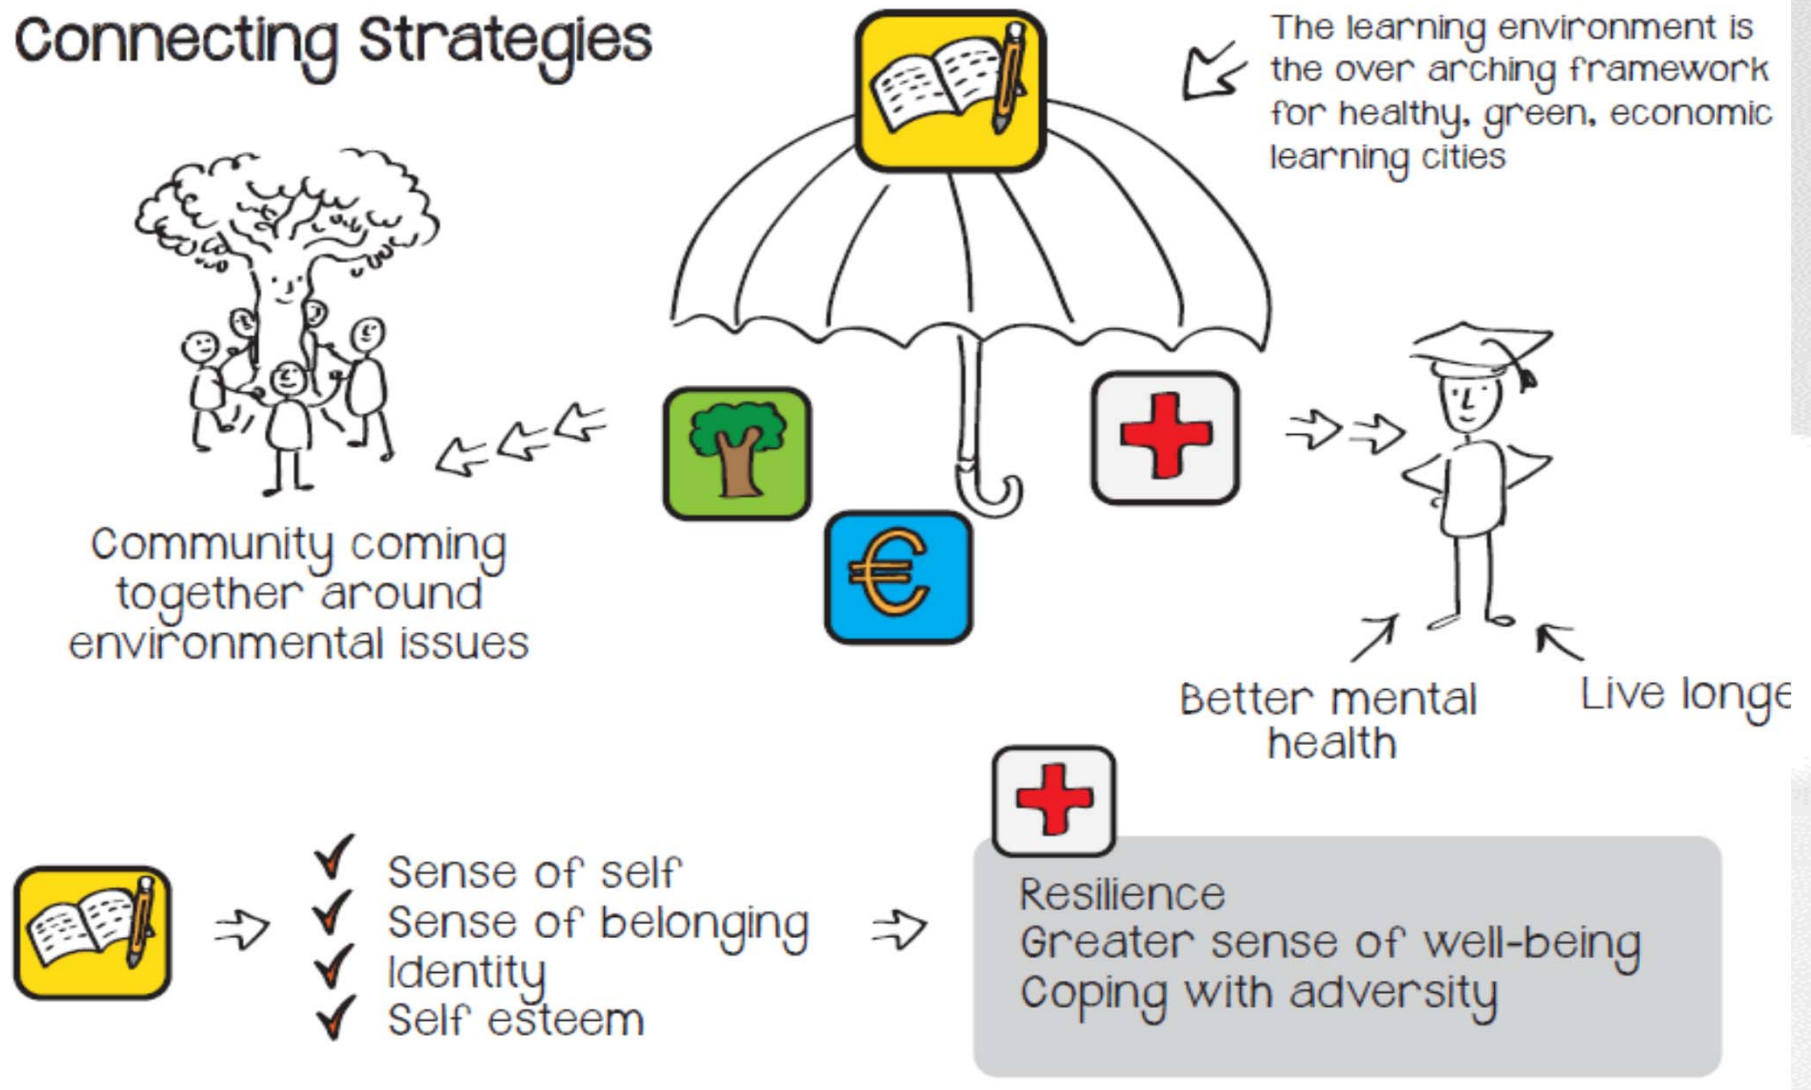 Connecting Strategies
The learning environment is
the over arching framework
for healthy, green, economic
learning cities
€
Community coming
together around
environmental issues
Better mental
health
Live longe
Sense of self
Sense of belonging
Identity
Self esteem
Resilience
Greater sense of well-being
Coping with adversity